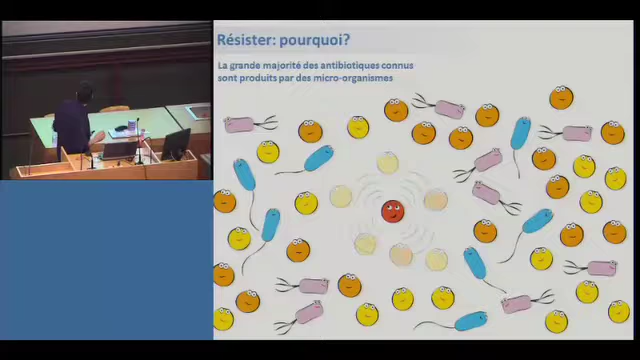 Résister: pourquoi?
La grande majorité des antibiotiques connus
sont produits par des micro-organismes